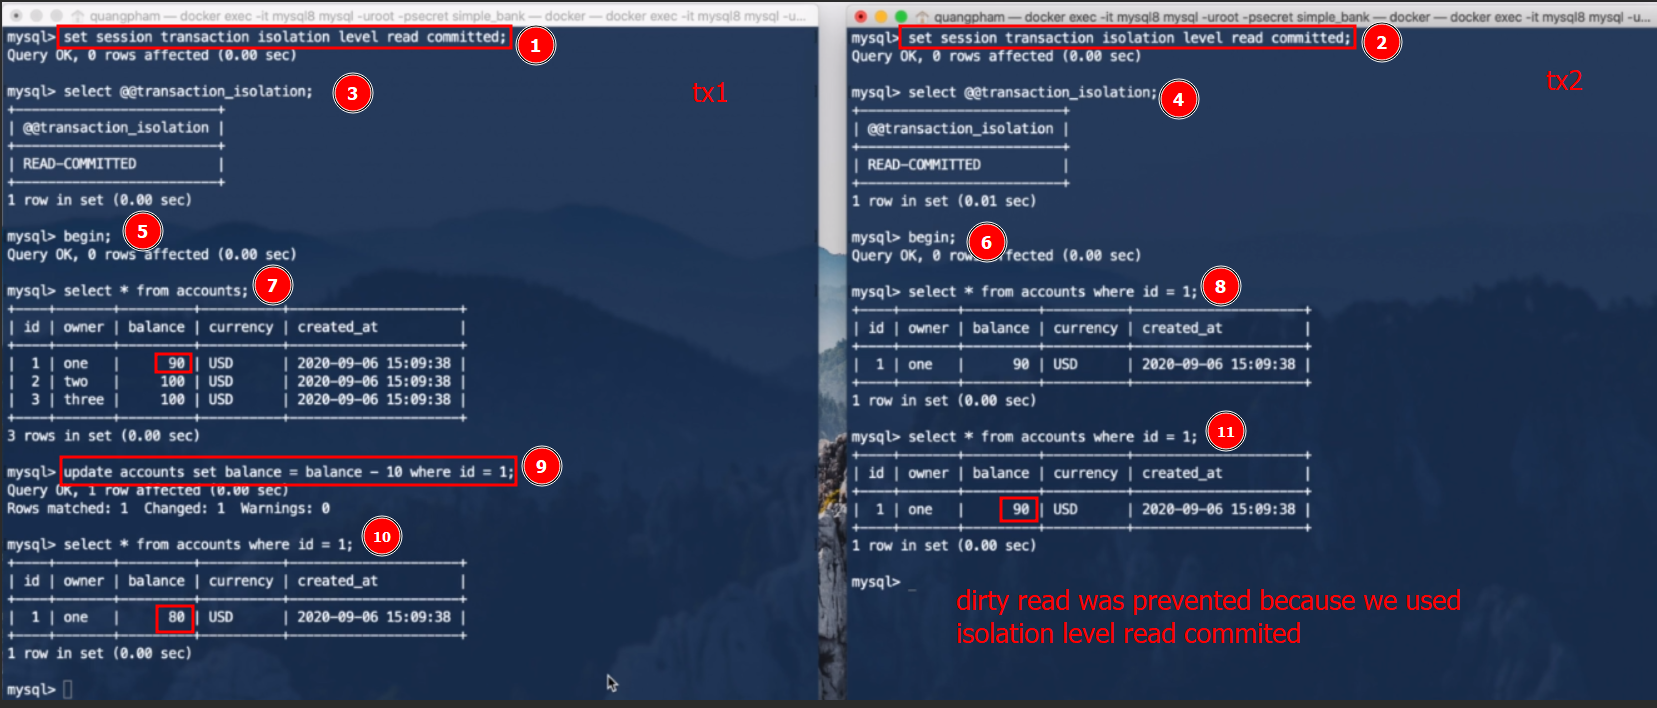 quangpham — docker exec -it mysql8 mysql -uroot -psecret simple_bank — docker — docker exec -it mysql8 mysql -u...
mysql> set session transaction isolation level read committed;
1
Query OK, 0 rows affected (0.00 sec)
tx1
mysql> select @@transaction_isolation;
3
+-------------------------+
| @@transaction_isolation |
+-------------------------+
| READ-COMMITTED          |
+-------------------------+
1 row in set (0.00 sec)
mysql> begin;
5
Query OK, 0 rows affected (0.00 sec)
mysql> select * from accounts;
7
+----+-------+---------+----------+---------------------+
| id | owner | balance | currency | created_at          |
+----+-------+---------+----------+---------------------+
|  1 | one   |      90 | USD      | 2020-09-06 15:09:38 |
|  2 | two   |     100 | USD      | 2020-09-06 15:09:38 |
|  3 | three |     100 | USD      | 2020-09-06 15:09:38 |
+----+-------+---------+----------+---------------------+
3 rows in set (0.00 sec)
mysql> update accounts set balance = balance - 10 where id = 1;
9
Query OK, 1 row affected (0.00 sec)
Rows matched: 1  Changed: 1  Warnings: 0
mysql> select * from accounts where id = 1;
10
+----+-------+---------+----------+---------------------+
| id | owner | balance | currency | created_at          |
+----+-------+---------+----------+---------------------+
|  1 | one   |      80 | USD      | 2020-09-06 15:09:38 |
+----+-------+---------+----------+---------------------+
1 row in set (0.00 sec)
mysql>
quangpham — docker exec -it mysql8 mysql -uroot -psecret simple_bank — docker — docker exec -it mysql8 mysql -u...
mysql> set session transaction isolation level read committed;
2
Query OK, 0 rows affected (0.00 sec)
tx2
mysql> select @@transaction_isolation;
4
+-------------------------+
| @@transaction_isolation |
+-------------------------+
| READ-COMMITTED          |
+-------------------------+
1 row in set (0.01 sec)
mysql> begin;
6
Query OK, 0 rows affected (0.00 sec)
mysql> select * from accounts where id = 1;
8
+----+-------+---------+----------+---------------------+
| id | owner | balance | currency | created_at          |
+----+-------+---------+----------+---------------------+
|  1 | one   |      90 | USD      | 2020-09-06 15:09:38 |
+----+-------+---------+----------+---------------------+
1 row in set (0.00 sec)
mysql> select * from accounts where id = 1;
11
+----+-------+---------+----------+---------------------+
| id | owner | balance | currency | created_at          |
+----+-------+---------+----------+---------------------+
|  1 | one   |      90 | USD      | 2020-09-06 15:09:38 |
+----+-------+---------+----------+---------------------+
1 row in set (0.00 sec)
mysql> _
dirty read was prevented because we used
isolation level read commited